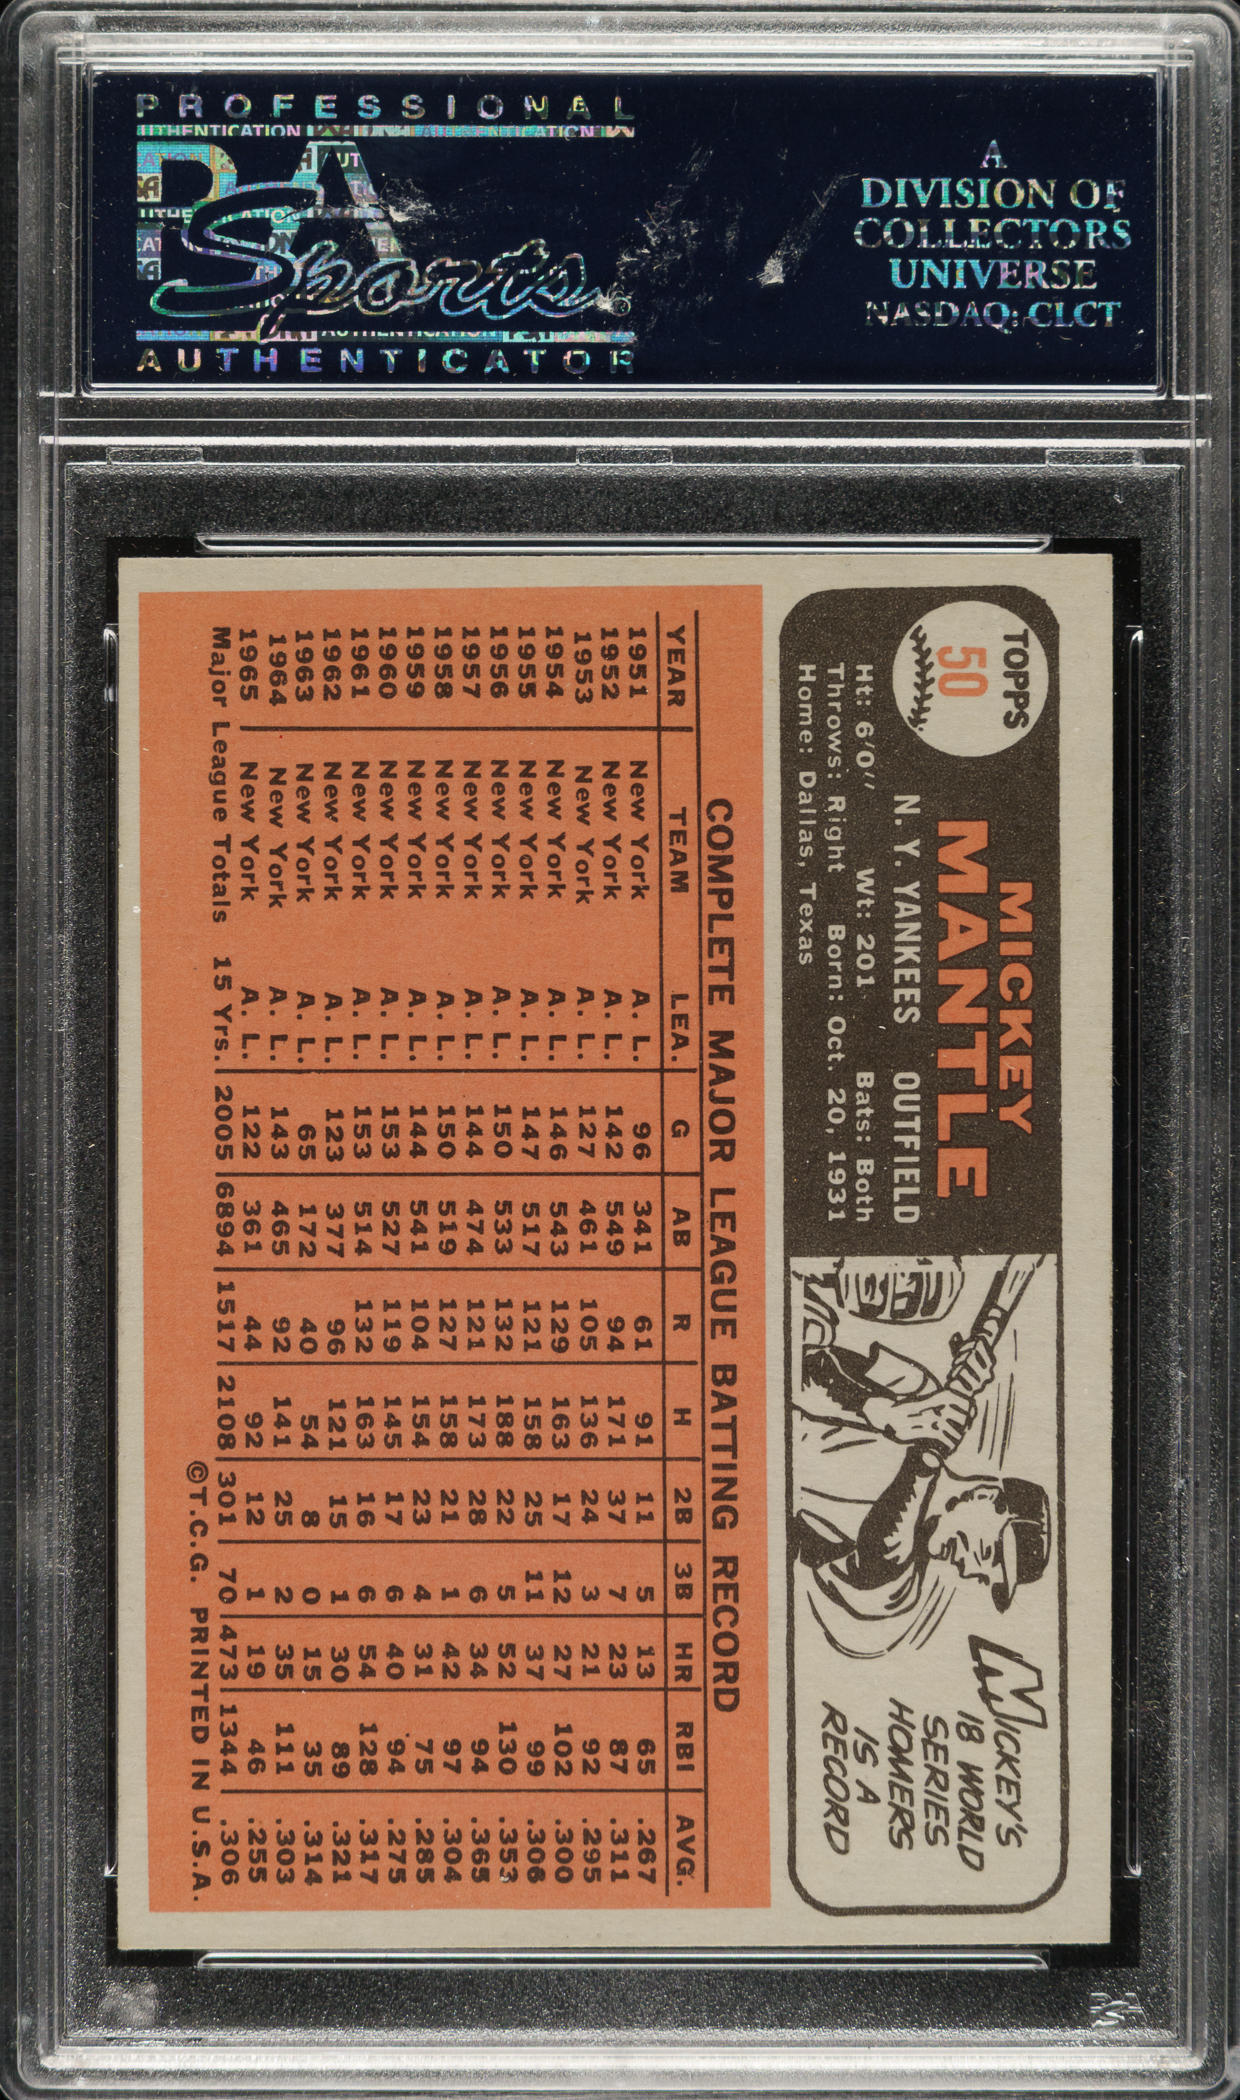 PROFESSIONAL
PSA
Sports
AUTHENTICATOR
A
DIVISION OF
COLLECTORS
UNIVERSE
NASDAQ: CLCT
TOPPS
50
MICKEY
MANTLE
N. Y. YANKEES OUTFIELD
Ht: 6'0" Wt: 201 Bats: Both
Throws: Right Born: Oct. 20, 1931
Home: Dallas, Texas
MICKEY'S
18 WORLD
SERIES
HOMERS
IS A
RECORD
COMPLETE MAJOR LEAGUE BATTING RECORD
YEAR TEAM LEA. G AB R H 2B 3B HR RBI AVG.
1951 New York A. L. 96 341 61 91 11 5 13 65 .267
1952 New York A. L. 142 549 94 171 37 7 23 87 .311
1953 New York A. L. 127 461 105 136 24 3 21 92 .295
1954 New York A. L. 146 543 129 163 17 12 27 102 .300
1955 New York A. L. 147 517 121 158 25 11 37 99 .306
1956 New York A. L. 150 533 132 188 22 5 52 130 .353
1957 New York A. L. 144 474 121 173 28 6 34 94 .365
1958 New York A. L. 150 519 127 158 21 1 42 97 .304
1959 New York A. L. 144 541 104 154 23 4 31 75 .285
1960 New York A. L. 153 527 119 145 17 6 40 94 .275
1961 New York A. L. 153 514 132 163 16 6 54 128 .317
1962 New York A. L. 123 377 96 121 15 1 30 89 .321
1963 New York A. L. 65 172 40 54 8 0 15 35 .314
1964 New York A. L. 143 465 92 141 25 2 35 111 .303
1965 New York A. L. 122 361 44 92 12 1 19 46 .255
Major League Totals 15 Yrs. 2005 6894 1517 2108 301 70 473 1344 .306
©T.C.G. PRINTED IN U.S.A.
PSA